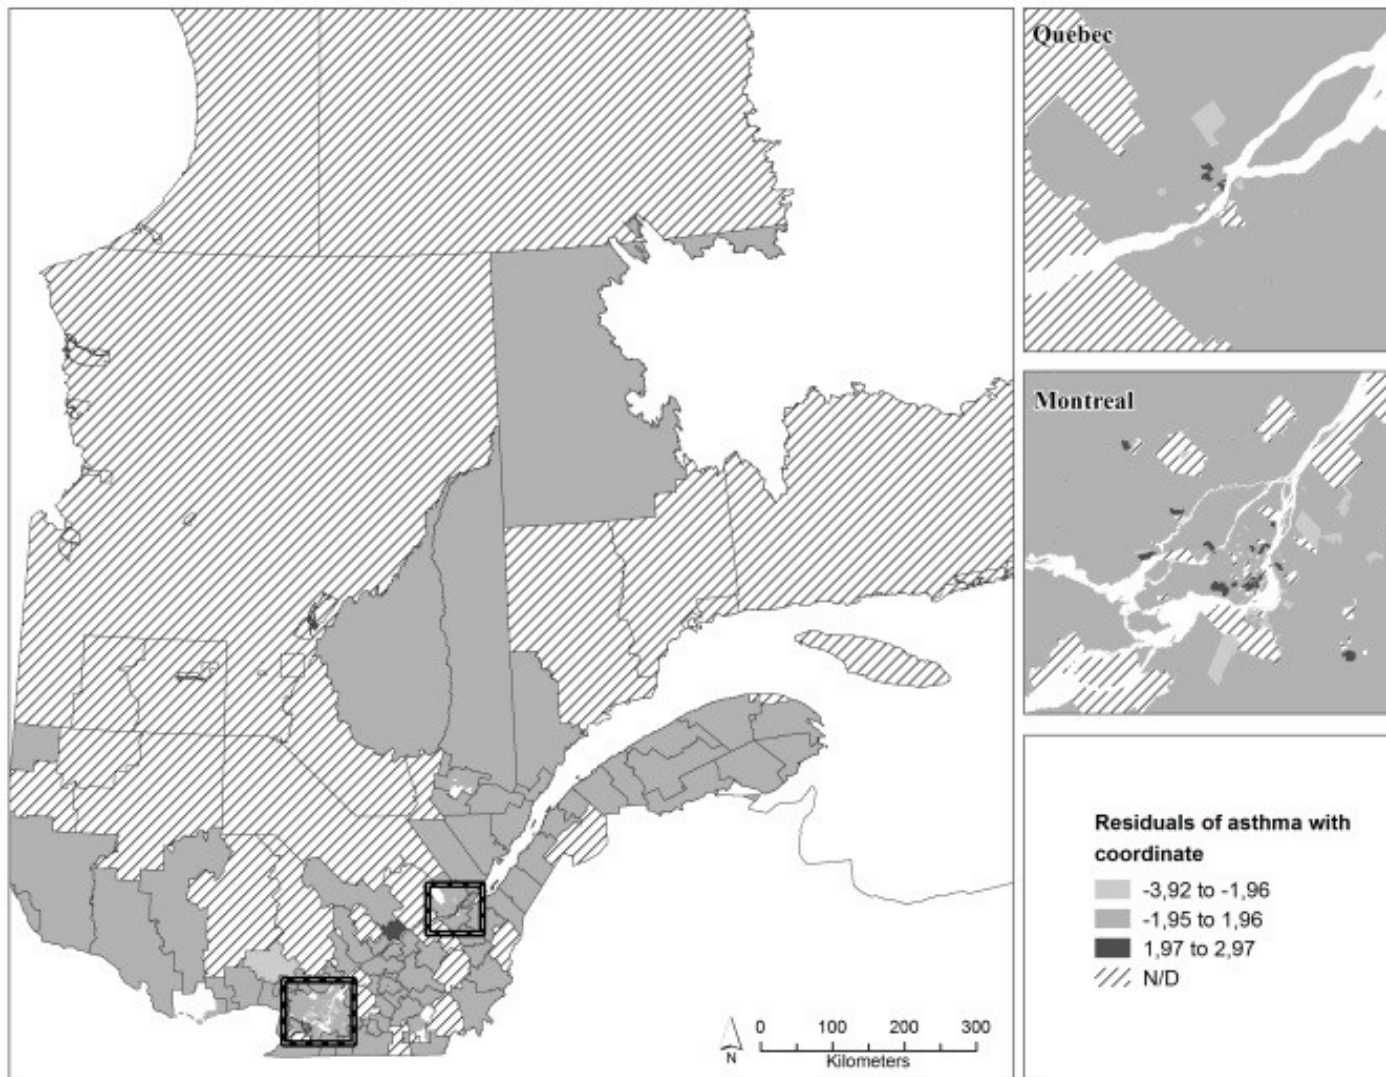 Québec
Montreal
Residuals of asthma with
coordinate
-3,92 to -1,96
-1,95 to 1,96
1,97 to 2,97
N/D
N
0 100 200 300
Kilometers